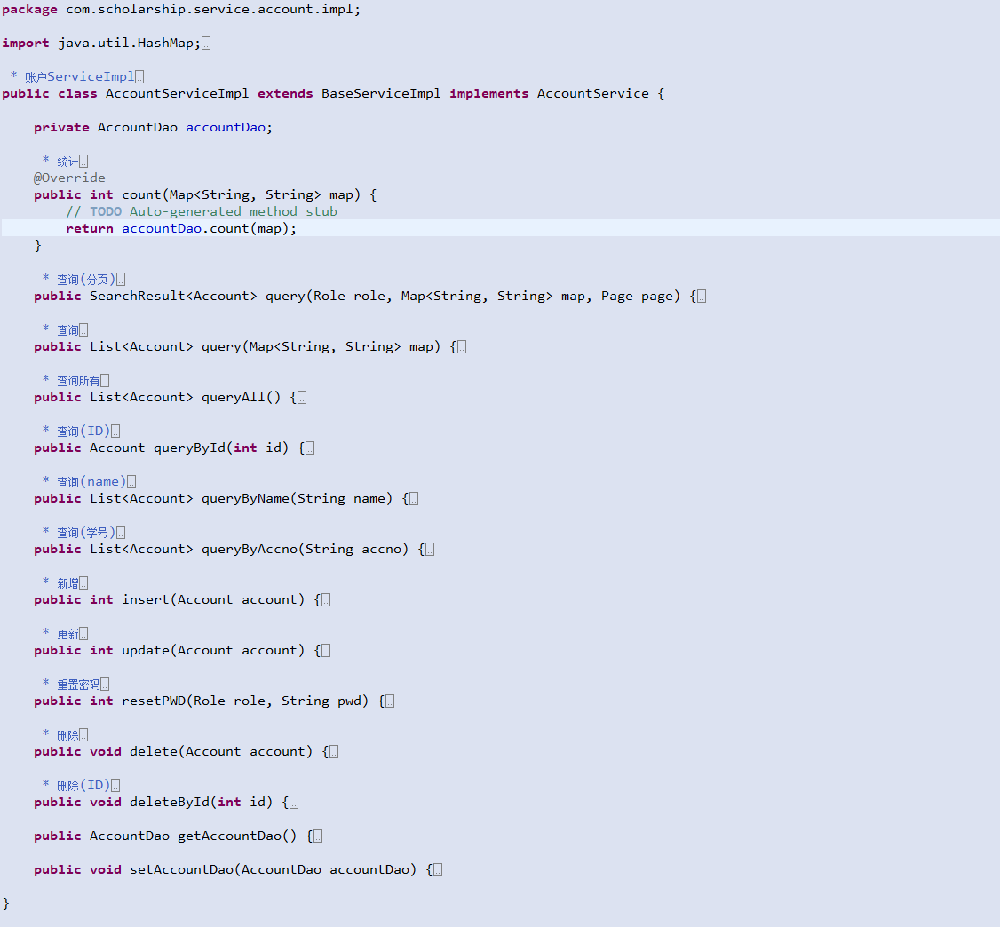 package com.scholarship.service.account.impl;
import java.util.HashMap;
* 账户ServiceImpl
public class AccountServiceImpl extends BaseServiceImpl implements AccountService {
private AccountDao accountDao;
* 统计
@Override
public int count(Map<String, String> map) {
// TODO Auto-generated method stub
return accountDao.count(map);
}
* 查询(分页)
public SearchResult<Account> query(Role role, Map<String, String> map, Page page) {
* 查询
public List<Account> query(Map<String, String> map) {
* 查询所有
public List<Account> queryAll() {
* 查询(ID)
public Account queryById(int id) {
* 查询(name)
public List<Account> queryByName(String name) {
* 查询(学号)
public List<Account> queryByAccno(String accno) {
* 新增
public int insert(Account account) {
* 更新
public int update(Account account) {
* 重置密码
public int resetPWD(Role role, String pwd) {
* 删除
public void delete(Account account) {
* 删除(ID)
public void deleteById(int id) {
public AccountDao getAccountDao() {
public void setAccountDao(AccountDao accountDao) {
}